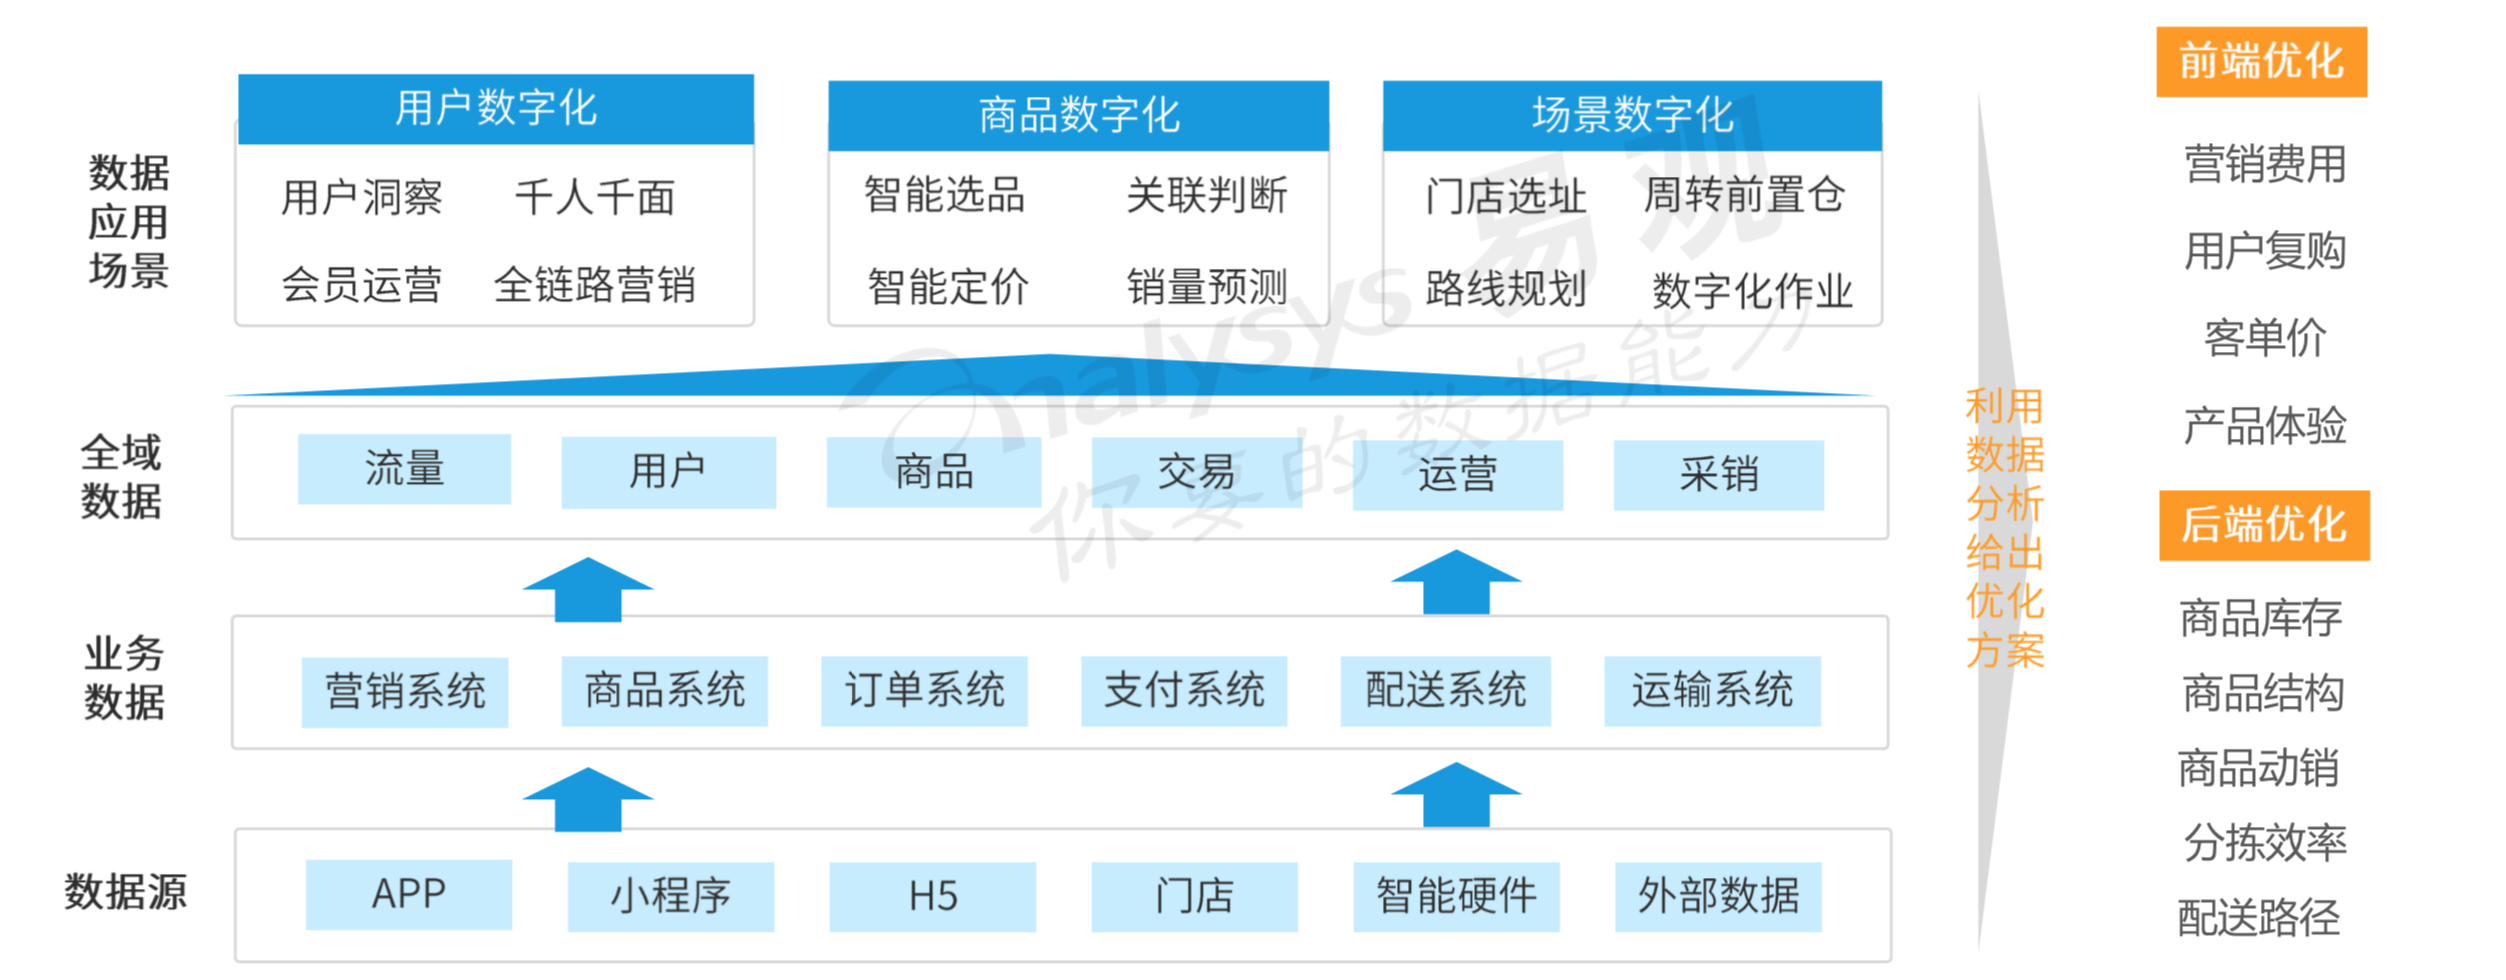 数据
应用
场景
用户数字化
用户洞察
千人千面
会员运营
全链路营销
商品数字化
智能选品
关联判断
智能定价
销量预测
场景数字化
门店选址
周转前置仓
路线规划
数字化作业
全域
数据
流量
用户
商品
交易
运营
采销
业务
数据
营销系统
商品系统
订单系统
支付系统
配送系统
运输系统
数据源
APP
小程序
H5
门店
智能硬件
外部数据
利用
数据
分析
给出
优化
方案
前端优化
营销费用
用户复购
客单价
产品体验
后端优化
商品库存
商品结构
商品动销
分拣效率
配送路径
analysys 易观
你要的数据能力